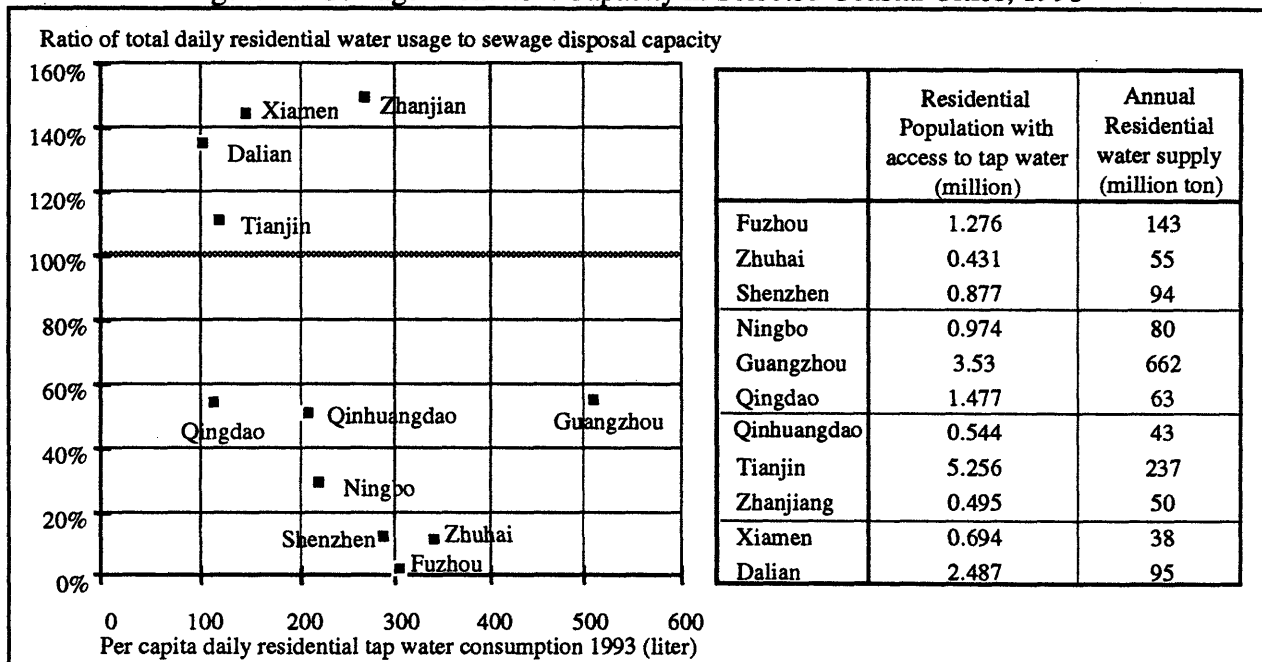 Ratio of total daily residential water usage to sewage disposal capacity
160%
140%
120%
100%
80%
60%
40%
20%
0%
Xiamen
Zhanjian
Dalian
Tianjin
Qingdao
Qinhuangdao
Guangzhou
Ningbo
Shenzhen
Zhuhai
Fuzhou
0 100 200 300 400 500 600
Per capita daily residential tap water consumption 1993 (liter)
Residential Population with access to tap water (million) Annual Residential water supply (million ton)
Fuzhou 1.276 143
Zhuhai 0.431 55
Shenzhen 0.877 94
Ningbo 0.974 80
Guangzhou 3.53 662
Qingdao 1.477 63
Qinhuangdao 0.544 43
Tianjin 5.256 237
Zhanjiang 0.495 50
Xiamen 0.694 38
Dalian 2.487 95